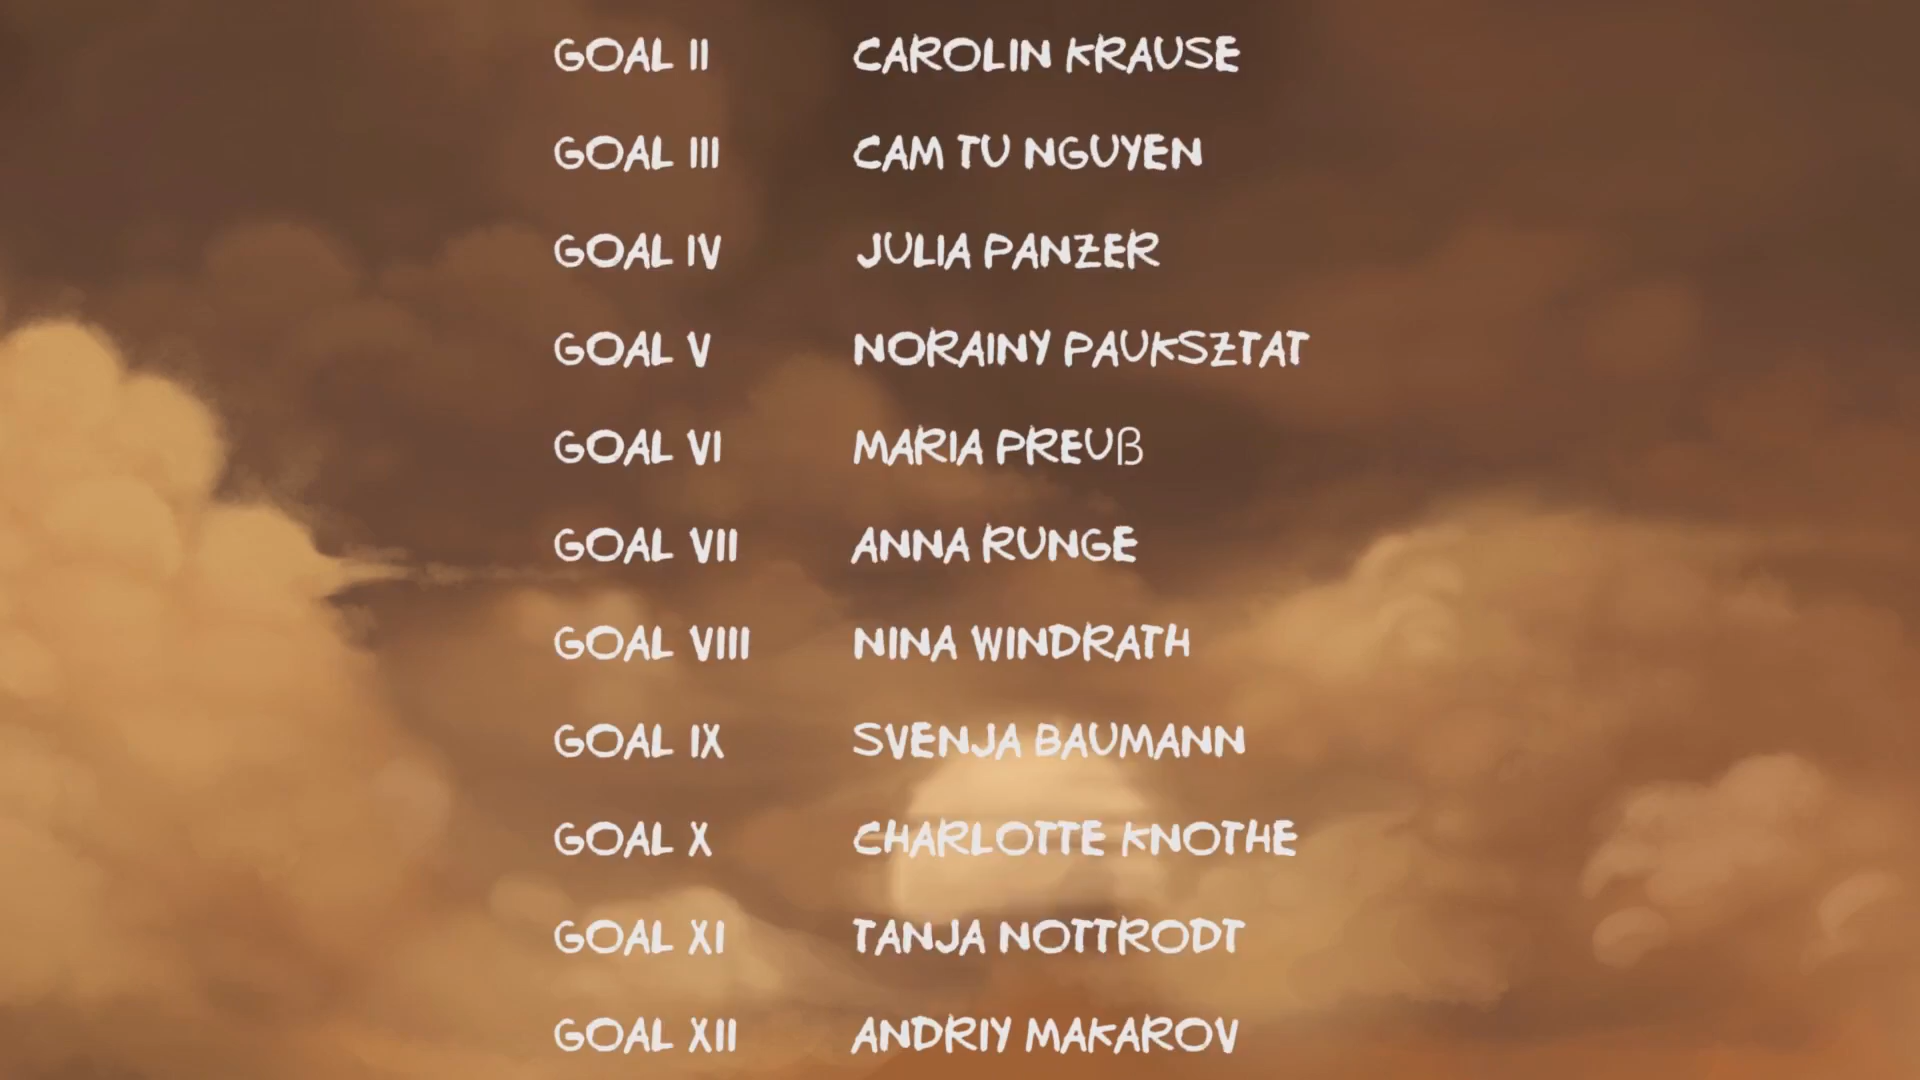 GOAL II CAROLIN KRAUSE
GOAL III CAM TU NGUYEN
GOAL IV JULIA PANZER
GOAL V NORAINY PAUKSZTAT
GOAL VI MARIA PREUß
GOAL VII ANNA RUNGE
GOAL VIII NINA WINDRATH
GOAL IX SVENJA BAUMANN
GOAL X CHARLOTTE KNOTHE
GOAL XI TANJA NOTTRODT
GOAL XII ANDRIY MAKAROV